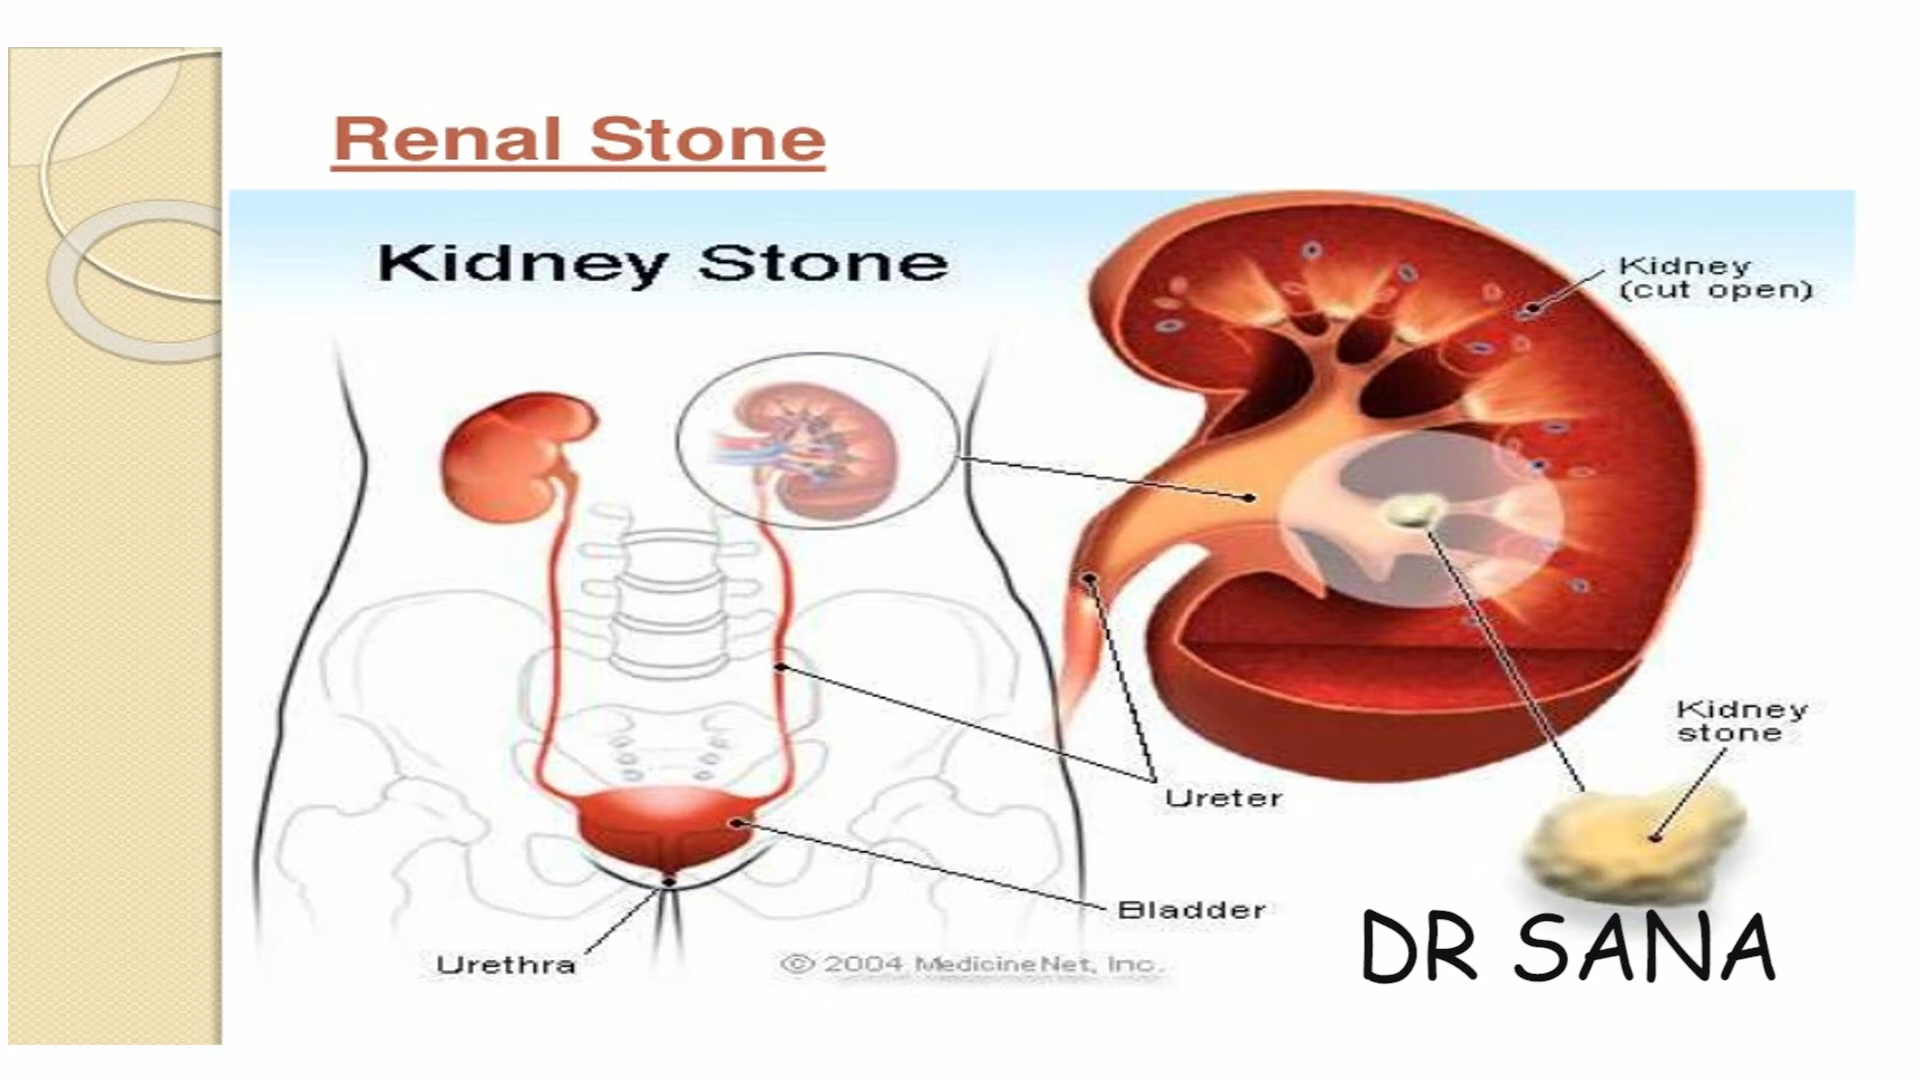 Renal Stone
Kidney Stone
Kidney
(cut open)
Kidney
stone
Ureter
Bladder
DR SANA
Urethra
© 2004 MedicineNet, Inc.